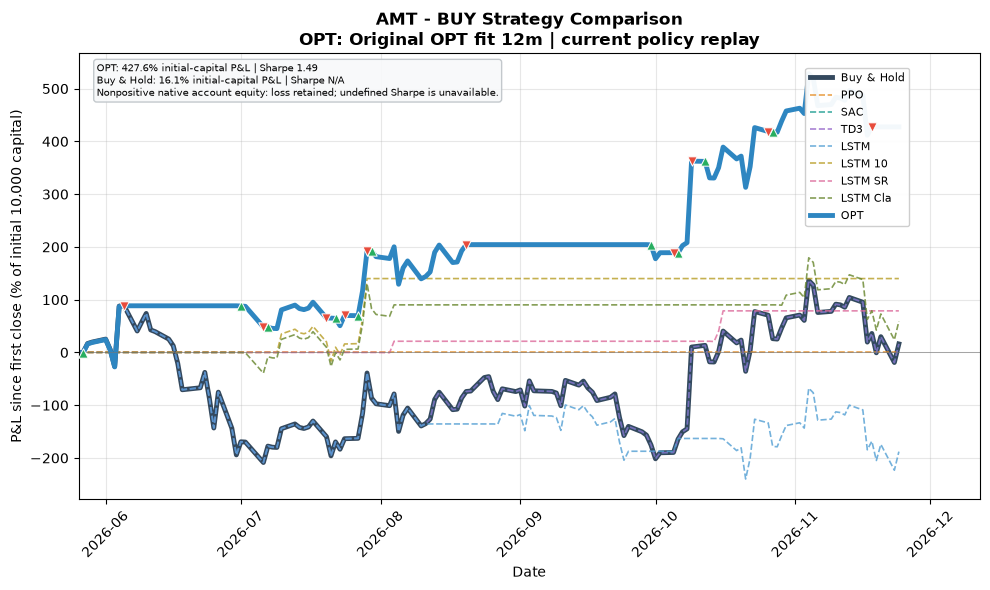 AMT - BUY Strategy Comparison
OPT: Original OPT fit 12m | current policy replay
OPT: 427.6% initial-capital P&L | Sharpe 1.49
Buy & Hold: 16.1% initial-capital P&L | Sharpe N/A
Nonpositive native account equity: loss retained; undefined Sharpe is unavailable.
Buy & Hold
PPO
SAC
TD3
LSTM
LSTM 10
LSTM SR
LSTM Cla
OPT
P&L since first close (% of initial 10,000 capital)
500
400
300
200
100
0
−100
−200
2026-06
2026-07
2026-08
2026-09
2026-10
2026-11
2026-12
Date